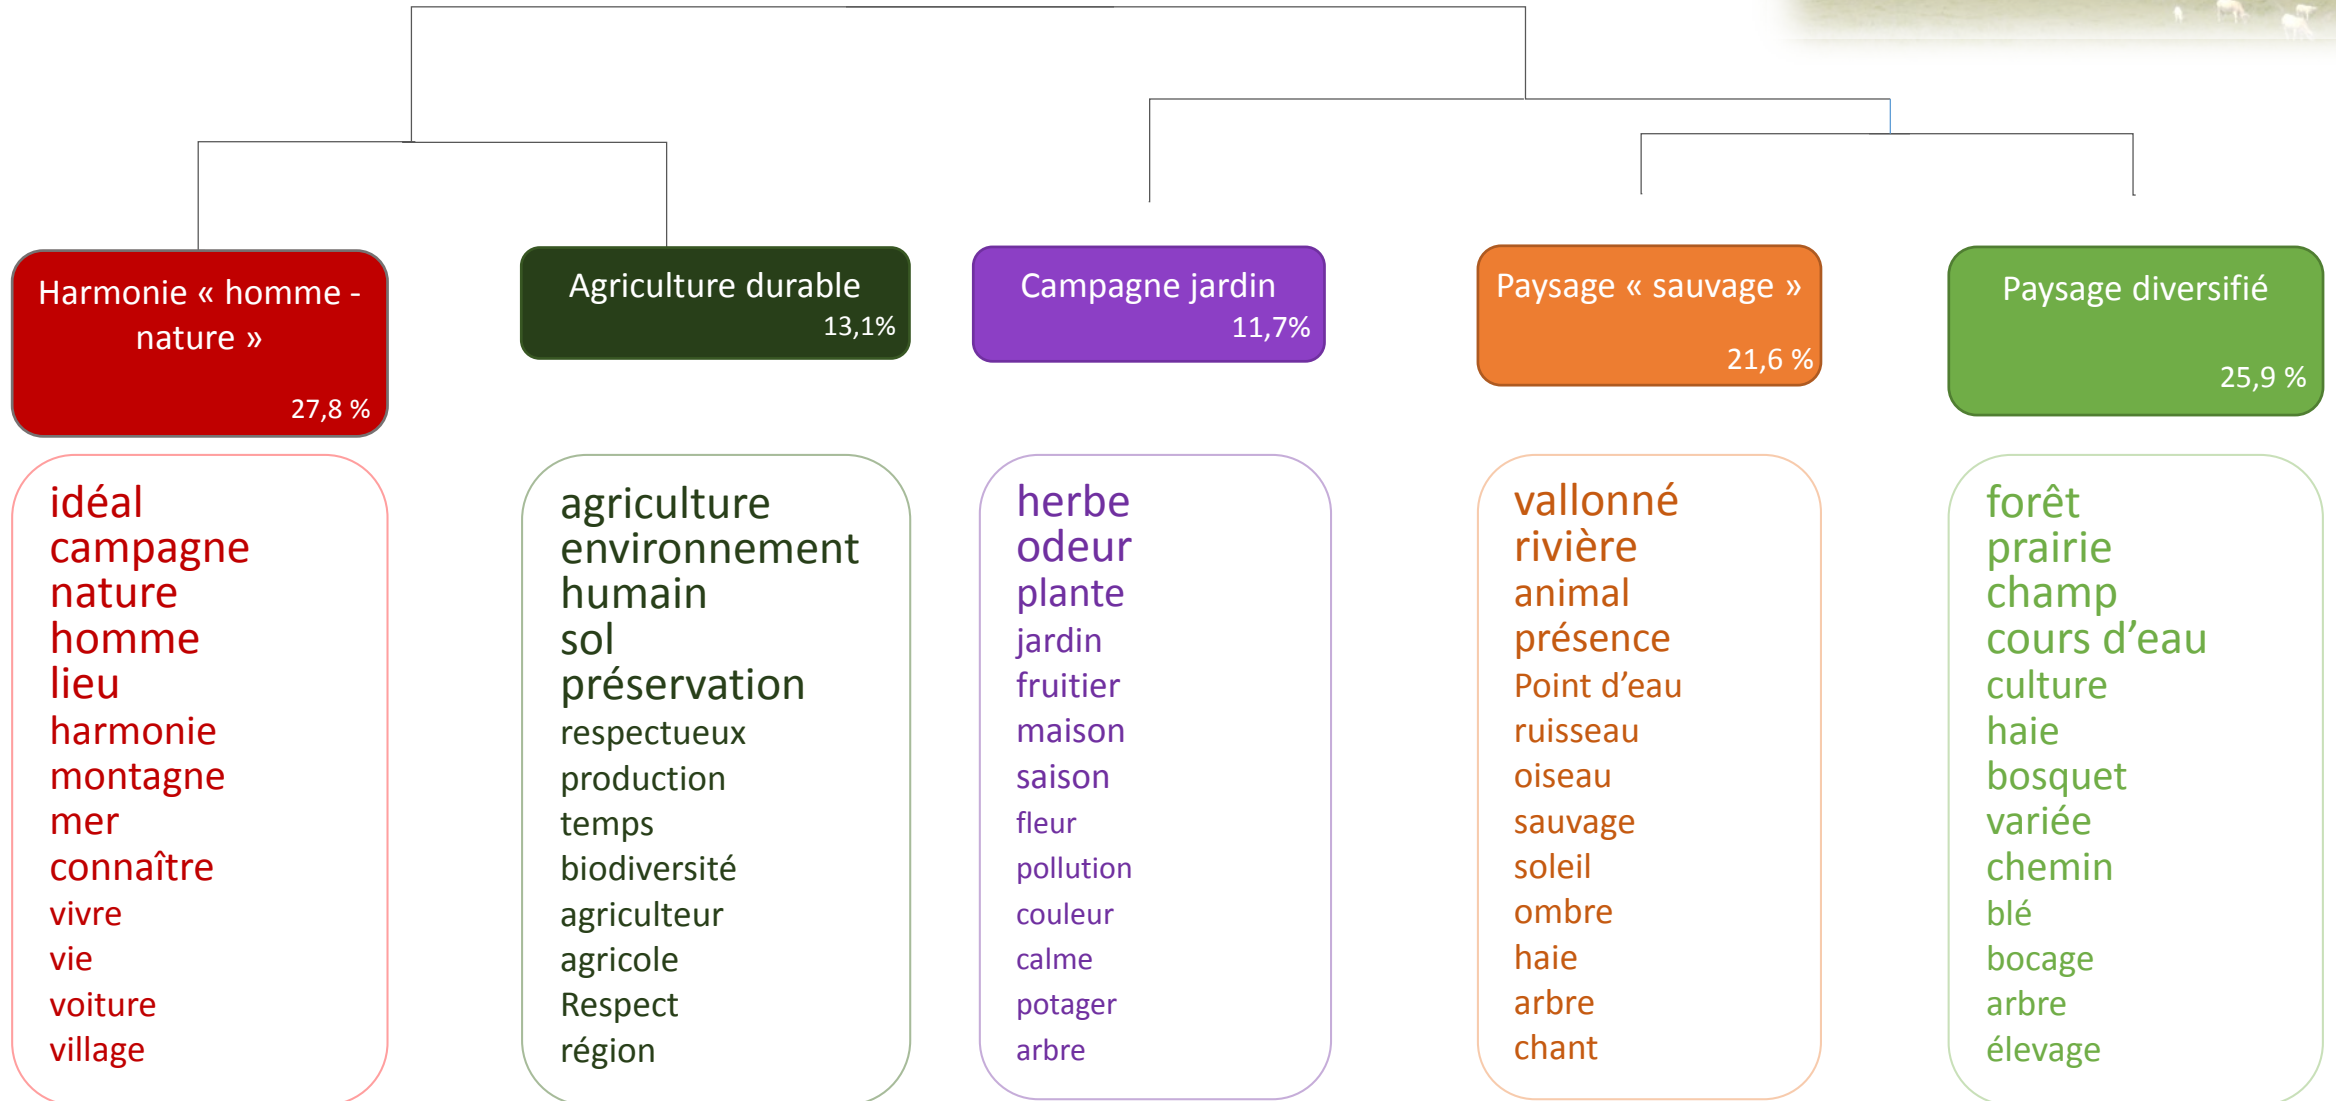 Harmonie « homme -
nature »
27,8 %
Agriculture durable
13,1%
Campagne jardin
11,7%
Paysage « sauvage »
21,6 %
Paysage diversifié
25,9 %
idéal
campagne
nature
homme
lieu
harmonie
montagne
mer
connaître
vivre
vie
voiture
village
agriculture
environnement
humain
sol
préservation
respectueux
production
temps
biodiversité
agriculteur
agricole
Respect
région
herbe
odeur
plante
jardin
fruitier
maison
saison
fleur
pollution
couleur
calme
potager
arbre
vallonné
rivière
animal
présence
Point d’eau
ruisseau
oiseau
sauvage
soleil
ombre
haie
arbre
chant
forêt
prairie
champ
cours d’eau
culture
haie
bosquet
variée
chemin
blé
bocage
arbre
élevage